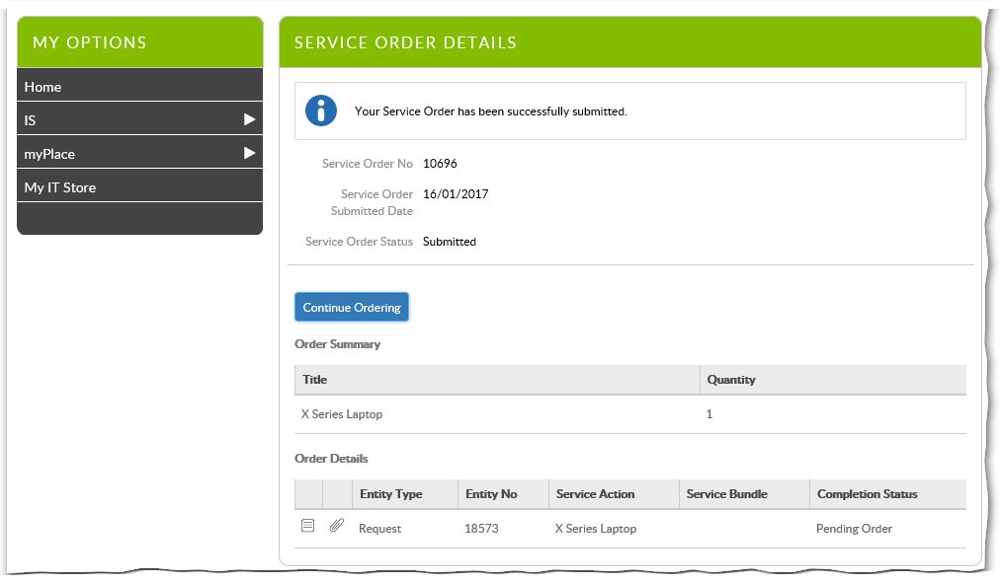 MY OPTIONS
Home
IS
myPlace
My IT Store
SERVICE ORDER DETAILS
Your Service Order has been successfully submitted.
Service Order No 10696
Service Order 16/01/2017
Submitted Date
Service Order Status Submitted
Continue Ordering
Order Summary
Title Quantity
X Series Laptop 1
Order Details
Entity Type Entity No Service Action Service Bundle Completion Status
Request 18573 X Series Laptop Pending Order